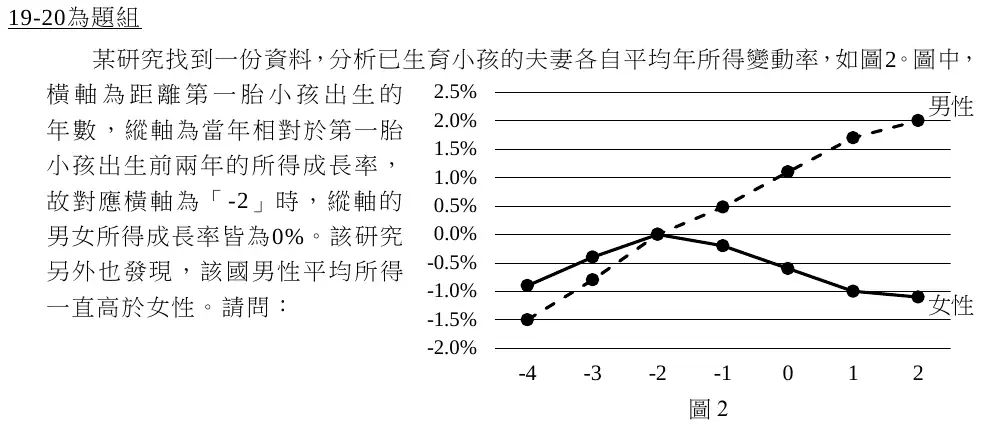 19-20為題組
某研究找到一份資料，分析已生育小孩的夫妻各自平均年所得變動率，如圖2。圖中，
橫軸為距離第一胎小孩出生的
年數，縱軸為當年相對於第一胎
小孩出生前兩年的所得成長率，
故對應橫軸為「-2」時，縱軸的
男女所得成長率皆為0%。該研究
另外也發現，該國男性平均所得
一直高於女性。請問：
2.5%
2.0%
1.5%
1.0%
0.5%
0.0%
-0.5%
-1.0%
-1.5%
-2.0%
男性
女性
-4 -3 -2 -1 0 1 2
圖 2